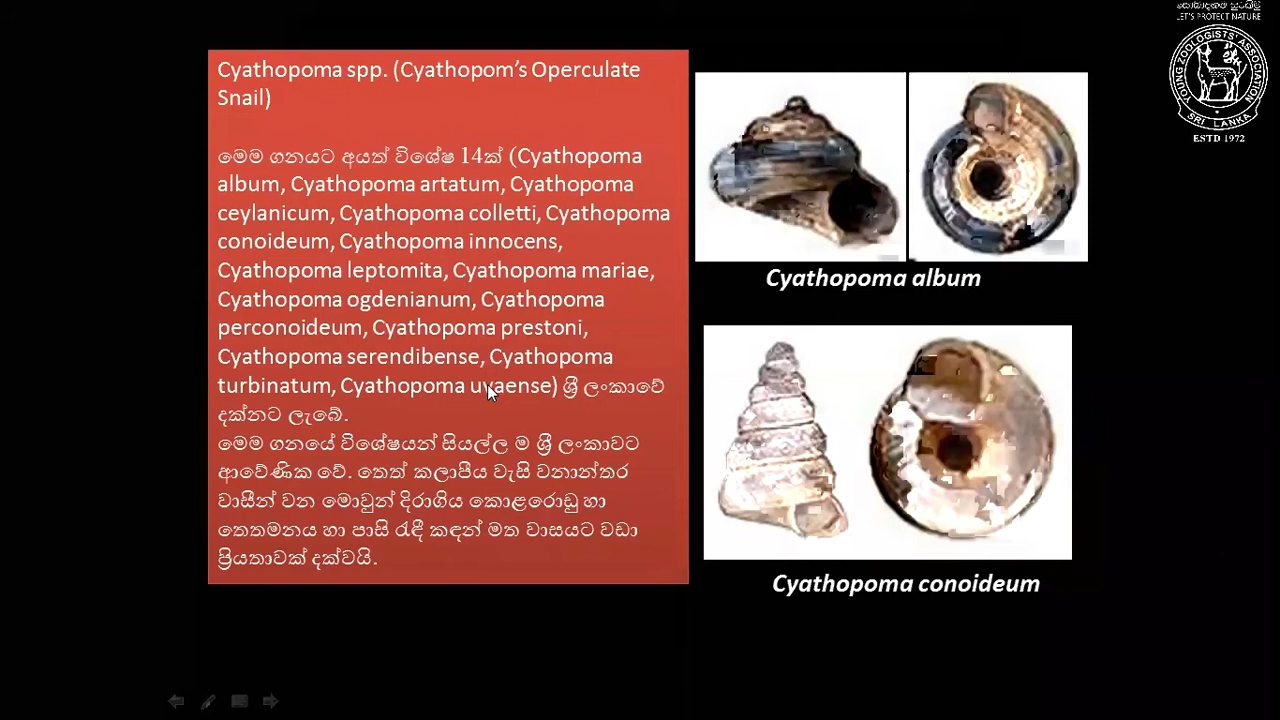 Cyathopoma spp. (Cyathopom's Operculate
Snail)
මෙම ගනයට අයත් විශේෂ 14ක් (Cyathopoma
album, Cyathopoma artatum, Cyathopoma
ceylanicum, Cyathopoma colletti, Cyathopoma
conoideum, Cyathopoma innocens,
Cyathopoma leptomita, Cyathopoma mariae,
Cyathopoma ogdenianum, Cyathopoma
perconoideum, Cyathopoma prestoni,
Cyathopoma serendibense, Cyathopoma
turbinatum, Cyathopoma uvaense) ශ්‍රී ලංකාවේ
දක්නට ලැබේ.
මෙම ගනයේ විශේෂයන් සියල්ල ම ශ්‍රී ලංකාවට
ආවේණික වේ. තෙත් කලාපීය වැසි වනාන්තර
වාසීන් වන මොවුන් දිරාගිය කොළරොඩු හා
තෙතමනය හා පාසි රැඳී කඳන් මත වාසයට වඩා
ප්‍රියතාවක් දක්වයි.
Cyathopoma album
Cyathopoma conoideum
LET'S PROTECT NATURE
YOUNG ZOOLOGISTS' ASSOCIATION
SRI LANKA
ESTD 1972